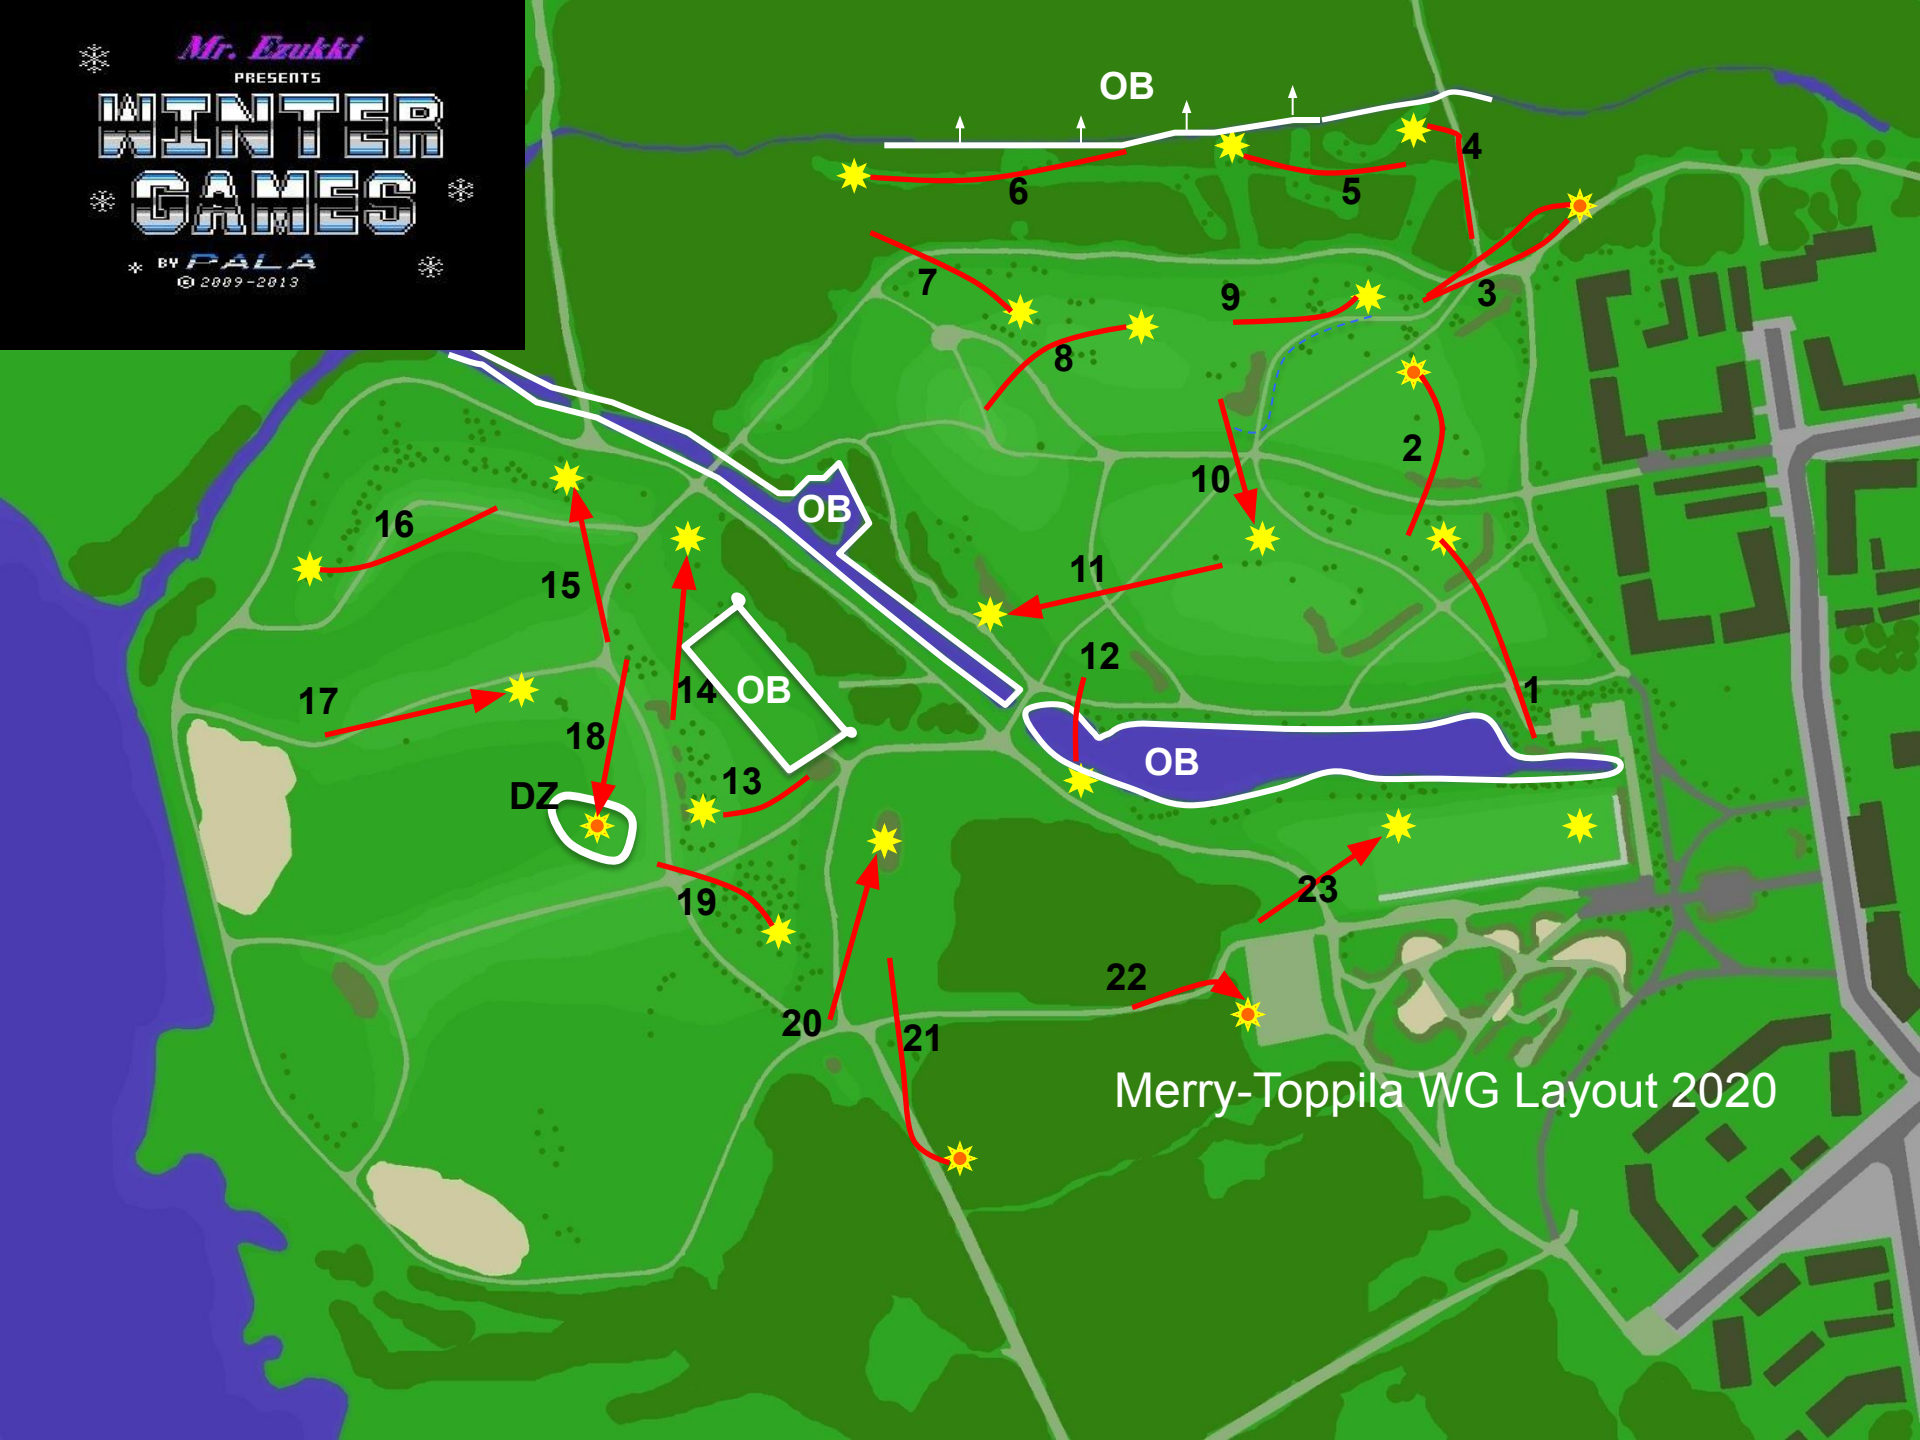 Mr. Ezukki
PRESENTS
WINTER
GAMES
BY PALA
© 2009-2013
OB
4
6
5
7
9
3
8
2
10
OB
16
11
15
12
14
OB
1
17
18
OB
13
DZ
19
23
22
20
21
Merry-Toppila WG Layout 2020